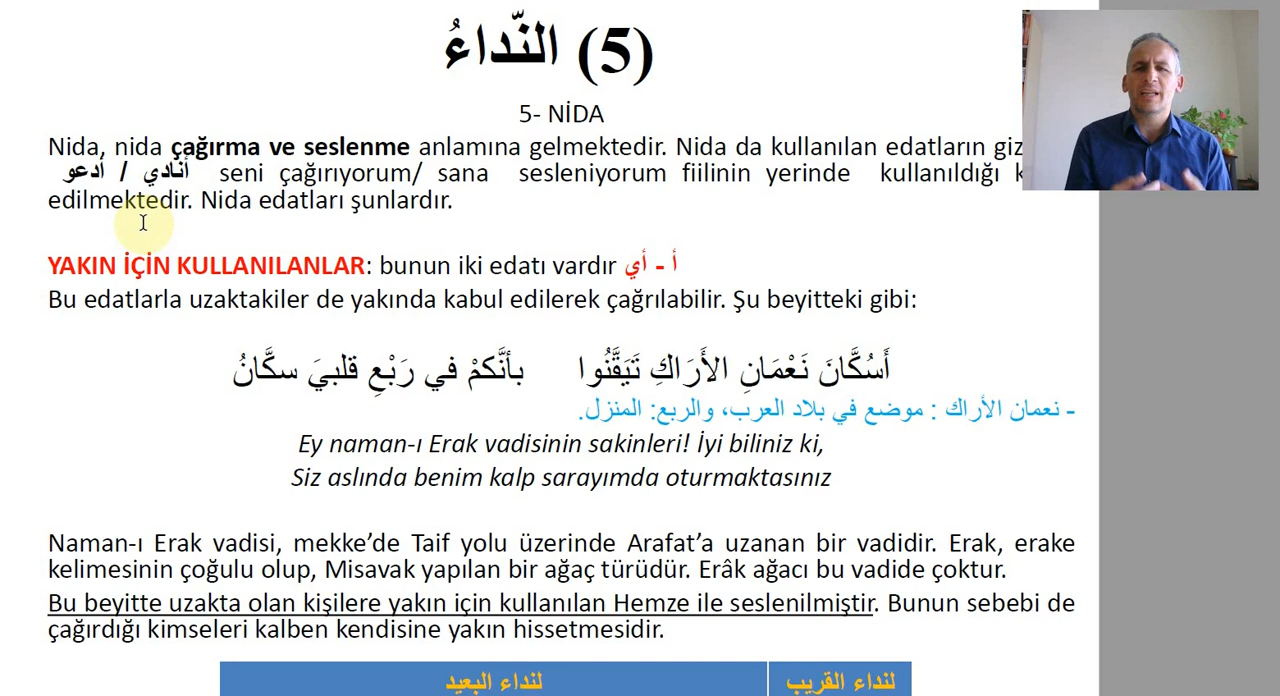 (5) النّداءُ
5- NİDA
Nida, nida çağırma ve seslenme anlamına gelmektedir. Nida da kullanılan edatların
أنادي / أدعو seni çağırıyorum/ sana sesleniyorum fiilinin yerinde kullanıldığı
edilmektedir. Nida edatları şunlardır.
YAKIN İÇİN KULLANILANLAR: bunun iki edatı vardır أ - أي
Bu edatlarla uzaktakiler de yakında kabul edilerek çağrılabilir. Şu beyitteki gibi:
أَسُكَّانَ نَعْمَانِ الأَرَاكِ تَيَقَّنُوا بأنَّكمْ في رَبْعِ قلبيَ سكَّانُ
- نعمان الأراك : موضع في بلاد العرب، والربع: المنزل.
Ey naman-ı Erak vadisinin sakinleri! İyi biliniz ki,
Siz aslında benim kalp sarayımda oturmaktasınız
Naman-ı Erak vadisi, mekke’de Taif yolu üzerinde Arafat’a uzanan bir vadidir. Erak, erake
kelimesinin çoğulu olup, Misavak yapılan bir ağaç türüdür. Erâk ağacı bu vadide çoktur.
Bu beyitte uzakta olan kişilere yakın için kullanılan Hemze ile seslenilmiştir. Bunun sebebi de
çağırdığı kimseleri kalben kendisine yakın hissetmesidir.
لنداء القريب لنداء البعيد